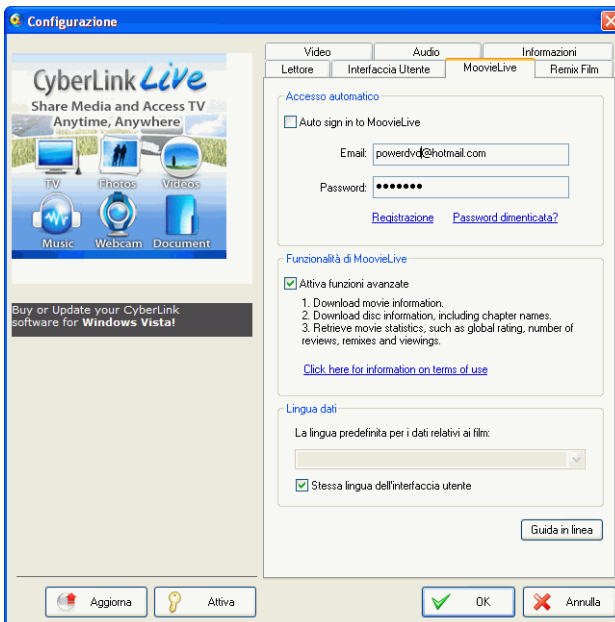 Configurazione
CyberLink Live
Share Media and Access TV
Anytime, Anywhere
TV Photos Videos
Music Webcam Document
Buy or Update your CyberLink
software for Windows Vista!
Video Audio Informazioni
Lettore Interfaccia Utente MoovieLive Remix Film
Accesso automatico
Auto sign in to MoovieLive
Email: powerdvd@hotmail.com
Password: •••••••
Registrazione Password dimenticata?
Funzionalità di MoovieLive
Attiva funzioni avanzate
1. Download movie information.
2. Download disc information, including chapter names.
3. Retrieve movie statistics, such as global rating, number of
reviews, remixes and viewings.
Click here for information on terms of use
Lingua dati
La lingua predefinita per i dati relativi ai film:
Stessa lingua dell'interfaccia utente
Guida in linea
Aggiorna Attiva OK Annulla